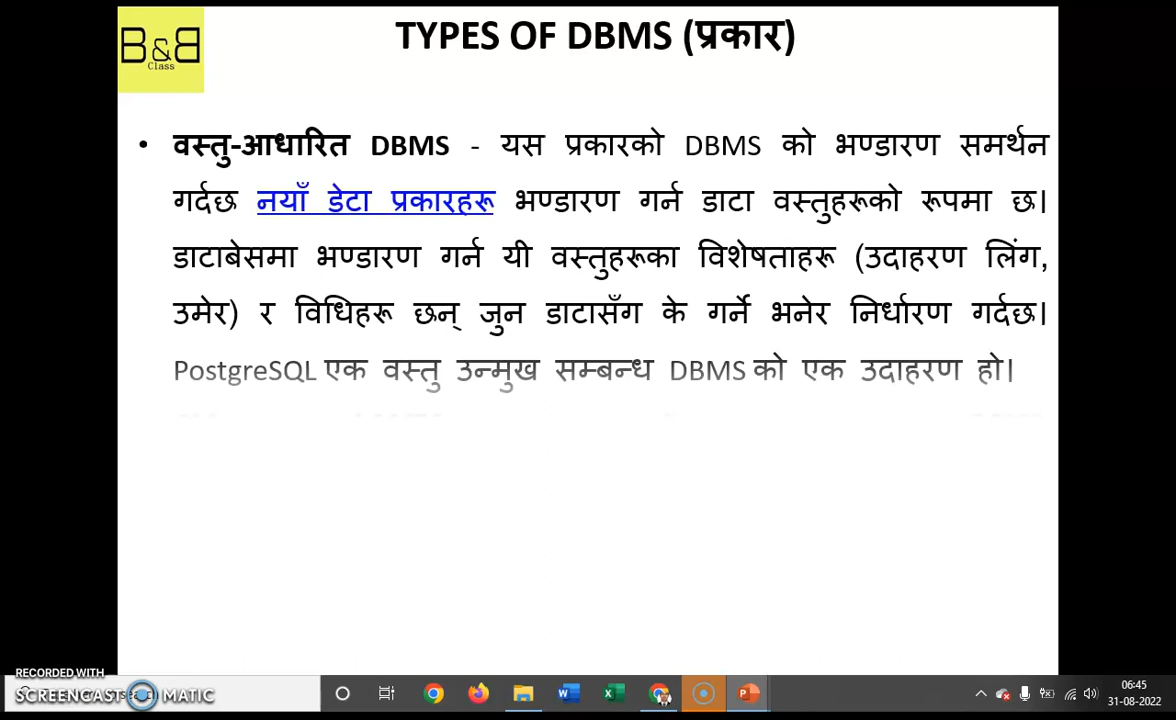 B&B
Class
TYPES OF DBMS (प्रकार)
• वस्तु-आधारित DBMS - यस प्रकारको DBMS को भण्डारण समर्थन
गर्दछ नयाँ डेटा प्रकारहरू भण्डारण गर्न डाटा वस्तुहरूको रूपमा छ।
डाटाबेसमा भण्डारण गर्न यी वस्तुहरूका विशेषताहरू (उदाहरण लिंग,
उमेर) र विधिहरू छन् जुन डाटासँग के गर्ने भनेर निर्धारण गर्दछ।
PostgreSQL एक वस्तु उन्मुख सम्बन्ध DBMS को एक उदाहरण हो।
RECORDED WITH
SCREENCAST MATIC
06:45
31-08-2022